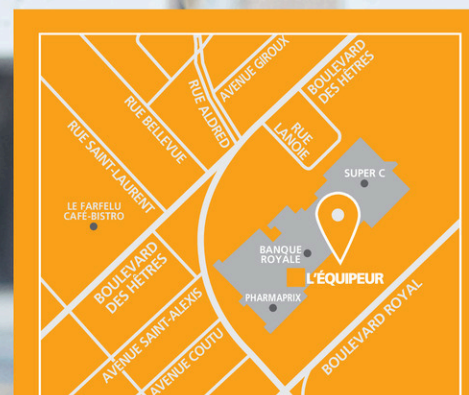 AVENUE GIROUX
BOULEVARD
DES HÊTRES
RUE ALDRED
RUE BELLEVUE
RUE
LANOIE
RUE SAINT-LAURENT
SUPER C
LE FARFELU
CAFÉ-BISTRO
BANQUE
ROYALE
BOULEVARD
DES HÊTRES
L'ÉQUIPEUR
PHARMAPRIX
AVENUE SAINT-ALEXIS
BOULEVARD ROYAL
AVENUE COUTU